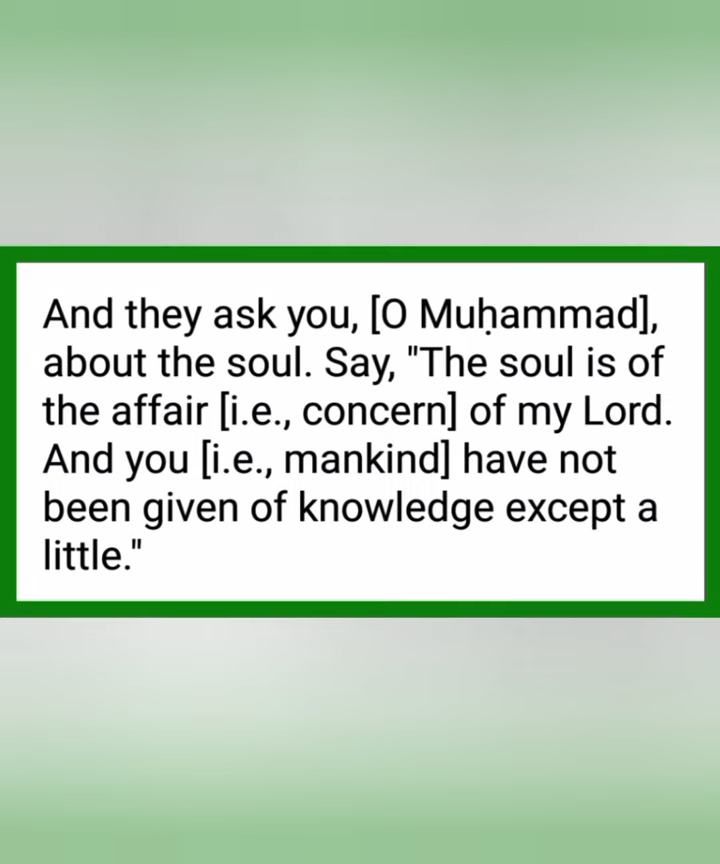 And they ask you, [O Muḥammad],
about the soul. Say, "The soul is of
the affair [i.e., concern] of my Lord.
And you [i.e., mankind] have not
been given of knowledge except a
little."